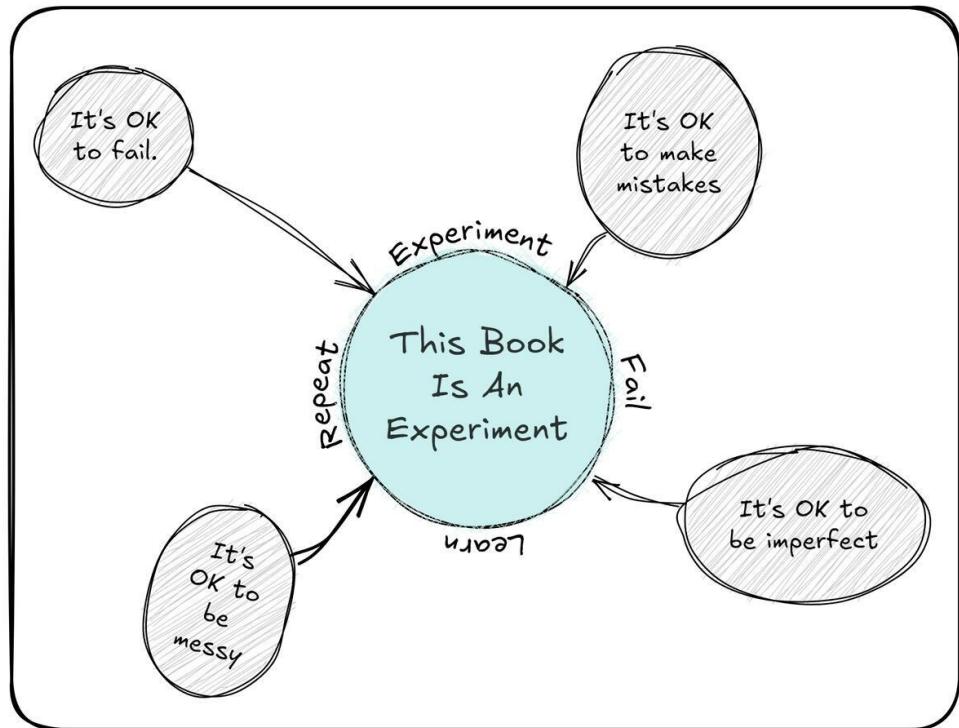 It's OK
to fail.
It's OK
to make
mistakes
Experiment
Fail
Learn
Repeat
This Book
Is An
Experiment
It's OK to
be imperfect
It's
OK to
be
messy